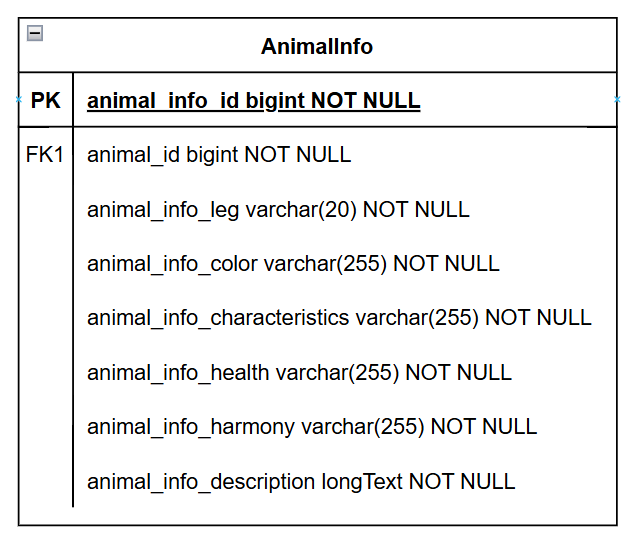 AnimalInfo
PK animal_info_id bigint NOT NULL
FK1 animal_id bigint NOT NULL
animal_info_leg varchar(20) NOT NULL
animal_info_color varchar(255) NOT NULL
animal_info_characteristics varchar(255) NOT NULL
animal_info_health varchar(255) NOT NULL
animal_info_harmony varchar(255) NOT NULL
animal_info_description longText NOT NULL